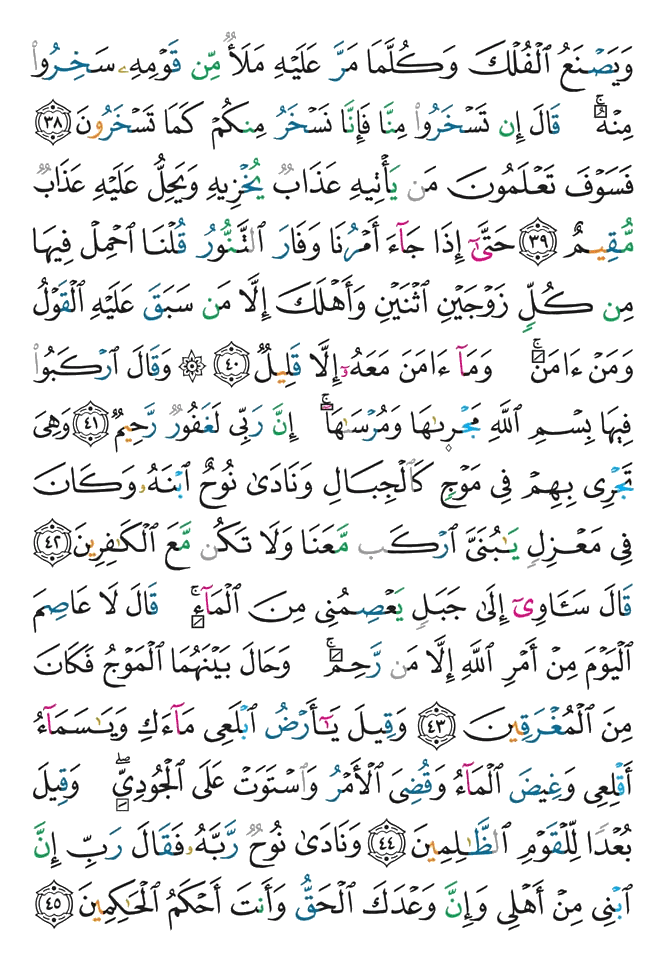 وَيَصْنَعُ ٱلْفُلْكَ وَكُلَّمَا مَرَّ عَلَيْهِ مَلَأٌ مِّن قَوْمِهِۦ سَخِرُوا۟
مِنْهُ ۚ قَالَ إِن تَسْخَرُوا۟ مِنَّا فَإِنَّا نَسْخَرُ مِنكُمْ كَمَا تَسْخَرُونَ ٣٨
فَسَوْفَ تَعْلَمُونَ مَن يَأْتِيهِ عَذَابٌ يُخْزِيهِ وَيَحِلُّ عَلَيْهِ عَذَابٌ
مُّقِيمٌ ٣٩ حَتَّىٰٓ إِذَا جَآءَ أَمْرُنَا وَفَارَ ٱلتَّنُّورُ قُلْنَا ٱحْمِلْ فِيهَا
مِن كُلٍّ زَوْجَيْنِ ٱثْنَيْنِ وَأَهْلَكَ إِلَّا مَن سَبَقَ عَلَيْهِ ٱلْقَوْلُ
وَمَنْ ءَامَنَ ۚ وَمَآ ءَامَنَ مَعَهُۥٓ إِلَّا قَلِيلٌ ٤٠ ۞ وَقَالَ ٱرْكَبُوا۟
فِيهَا بِسْمِ ٱللَّهِ مَجْر۪ىٰهَا وَمُرْسَىٰهَآ ۚ إِنَّ رَبِّى لَغَفُورٌ رَّحِيمٌ ٤١ وَهِىَ
تَجْرِى بِهِمْ فِى مَوْجٍ كَٱلْجِبَالِ وَنَادَىٰ نُوحٌ ٱبْنَهُۥ وَكَانَ
فِى مَعْزِلٍ يَٰبُنَىَّ ٱرْكَب مَّعَنَا وَلَا تَكُن مَّعَ ٱلْكَٰفِرِينَ ٤٢
قَالَ سَـَٔاوِىٓ إِلَىٰ جَبَلٍ يَعْصِمُنِى مِنَ ٱلْمَآءِ ۚ قَالَ لَا عَاصِمَ
ٱلْيَوْمَ مِنْ أَمْرِ ٱللَّهِ إِلَّا مَن رَّحِمَ ۚ وَحَالَ بَيْنَهُمَا ٱلْمَوْجُ فَكَانَ
مِنَ ٱلْمُغْرَقِينَ ٤٣ وَقِيلَ يَٰٓأَرْضُ ٱبْلَعِى مَآءَكِ وَيَٰسَمَآءُ
أَقْلِعِى وَغِيضَ ٱلْمَآءُ وَقُضِىَ ٱلْأَمْرُ وَٱسْتَوَتْ عَلَى ٱلْجُودِىِّ ۖ وَقِيلَ
بُعْدًا لِّلْقَوْمِ ٱلظَّٰلِمِينَ ٤٤ وَنَادَىٰ نُوحٌ رَّبَّهُۥ فَقَالَ رَبِّ إِنَّ
ٱبْنِى مِنْ أَهْلِى وَإِنَّ وَعْدَكَ ٱلْحَقُّ وَأَنتَ أَحْكَمُ ٱلْحَٰكِمِينَ ٤٥